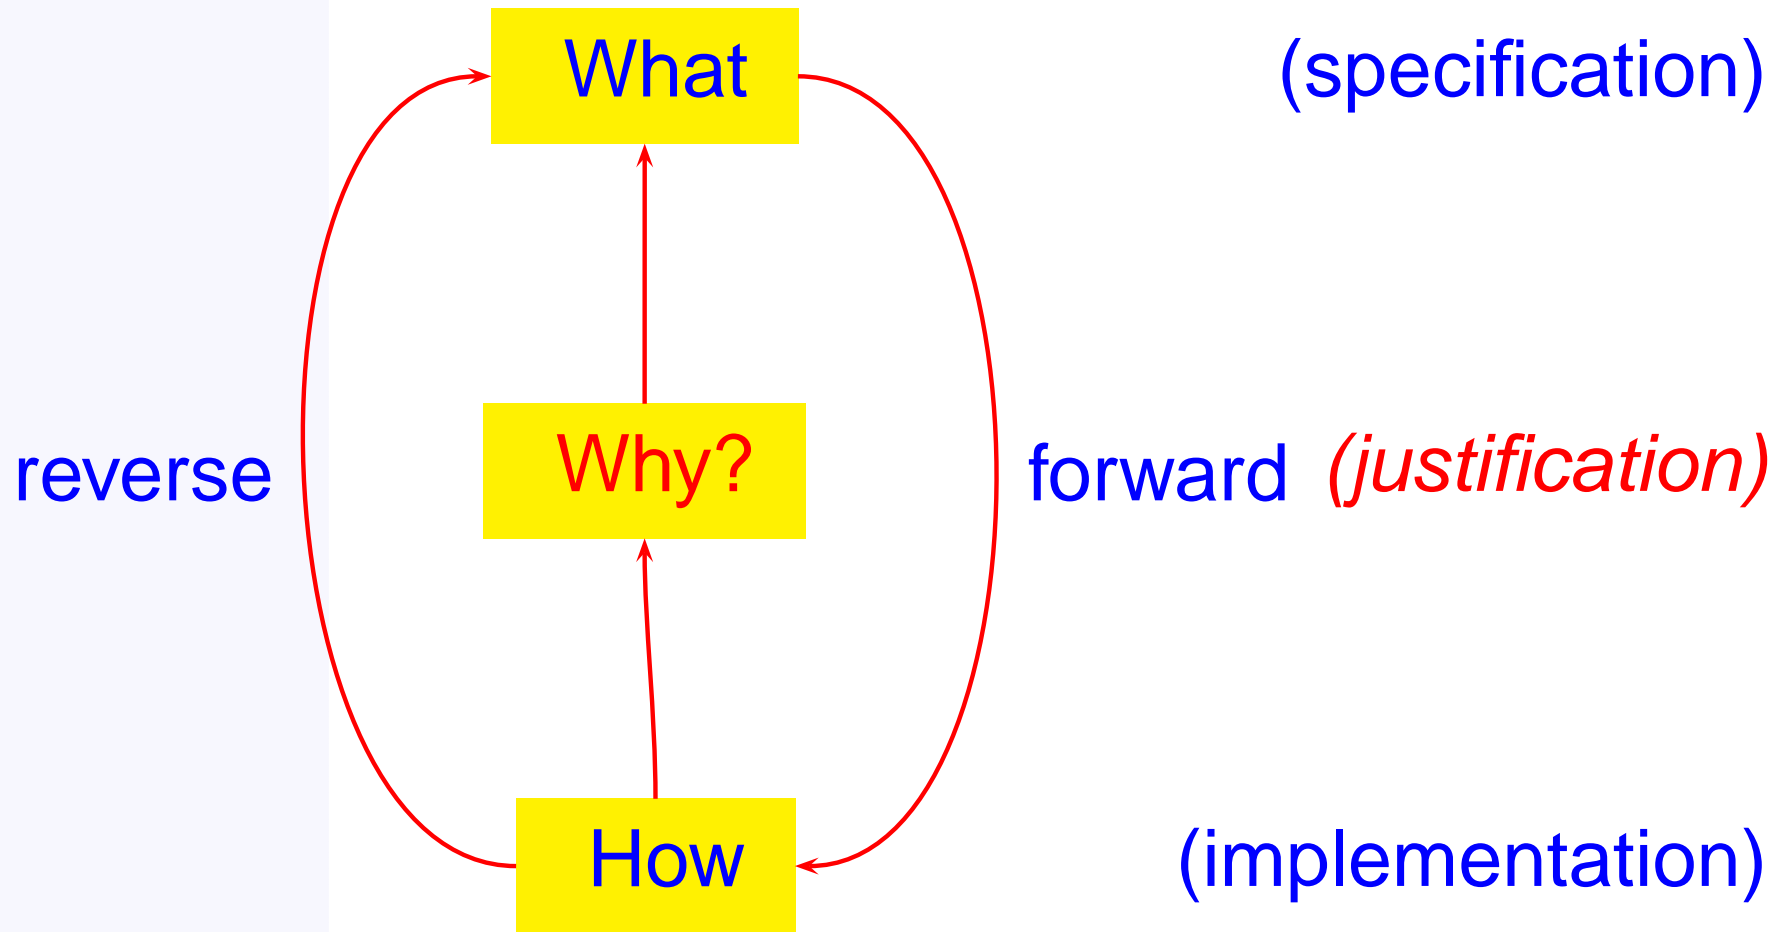 What (specification)
reverse Why? forward (justification)
How (implementation)